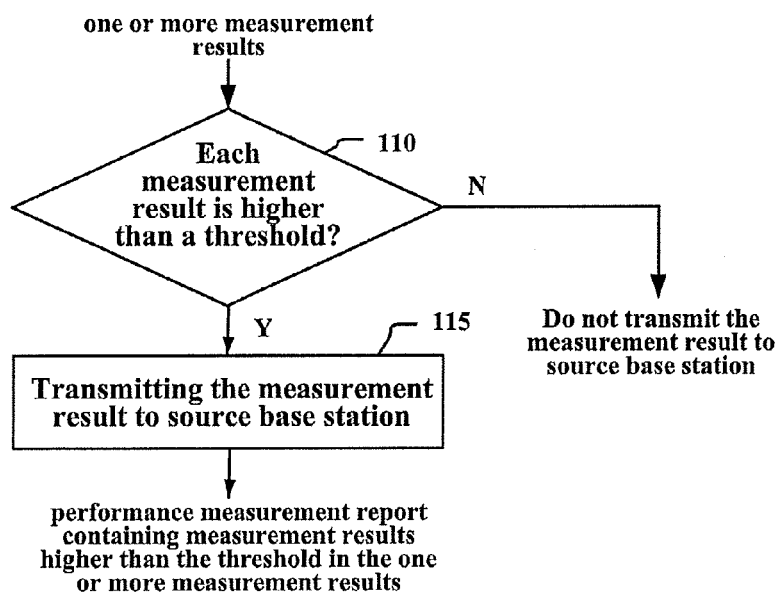 one or more measurement
results
110
Each
measurement
result is higher
than a threshold?
N
Y
115
Do not transmit the
measurement result to
source base station
Transmitting the measurement
result to source base station
performance measurement report
containing measurement results
higher than the threshold in the one
or more measurement results